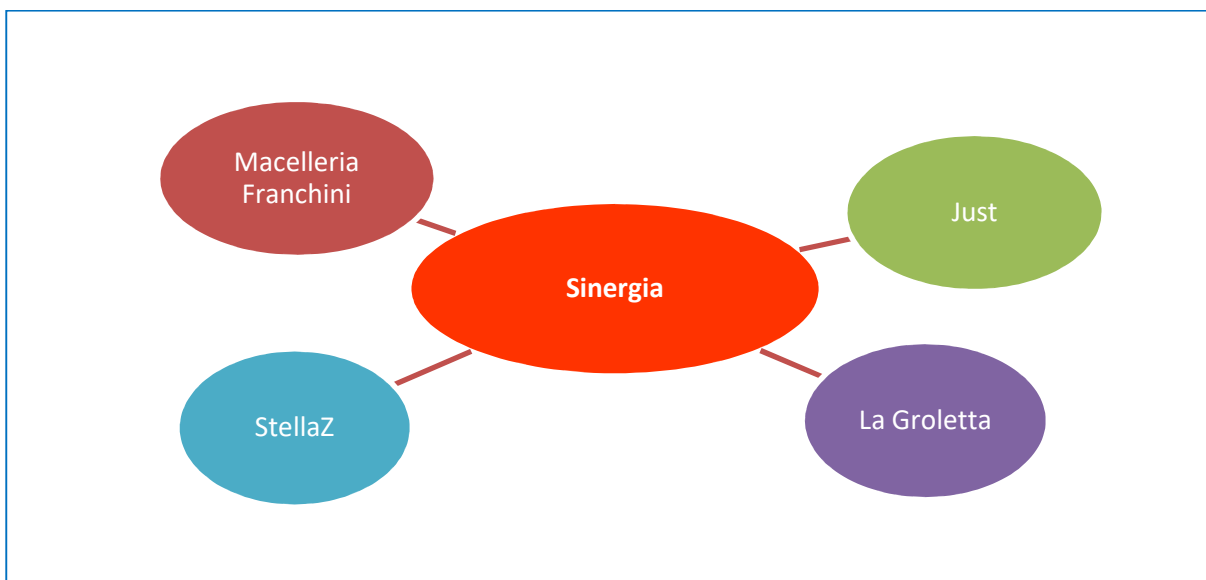 Macelleria
Franchini
Just
Sinergia
StellaZ
La Groletta